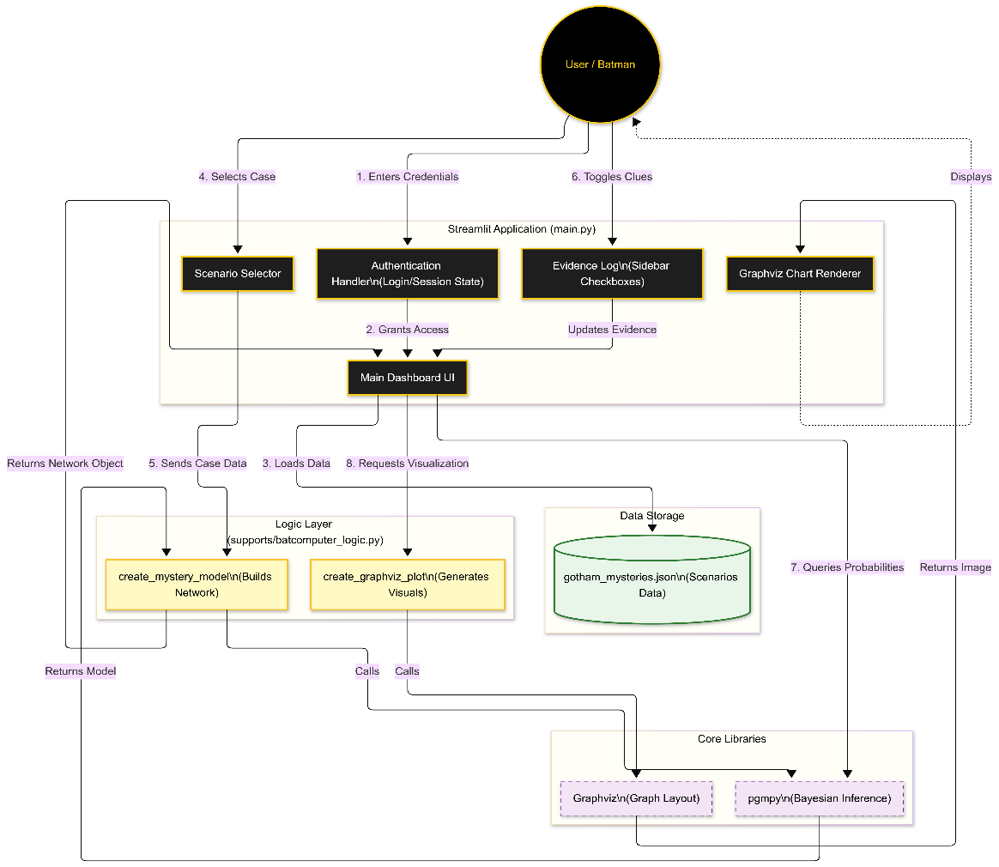 User / Batman
4. Selects Case
1. Enters Credentials
6. Toggles Clues
Displays
Streamlit Application (main.py)
Scenario Selector
Authentication
Handler\n(Login/Session State)
Evidence Log\n(Sidebar
Checkboxes)
Graphviz Chart Renderer
2. Grants Access
Updates Evidence
Main Dashboard UI
Returns Network Object
5. Sends Case Data
3. Loads Data
8. Requests Visualization
Logic Layer
(supports/batcomputer_logic.py)
Data Storage
create_mystery_model\n(Builds
Network)
create_graphviz_plot\n(Generates
Visuals)
gotham_mysteries.json\n(Scenarios
Data)
7. Queries Probabilities
Returns Image
Returns Model
Calls
Calls
Core Libraries
Graphviz\n(Graph Layout)
pgmpy\n(Bayesian Inference)